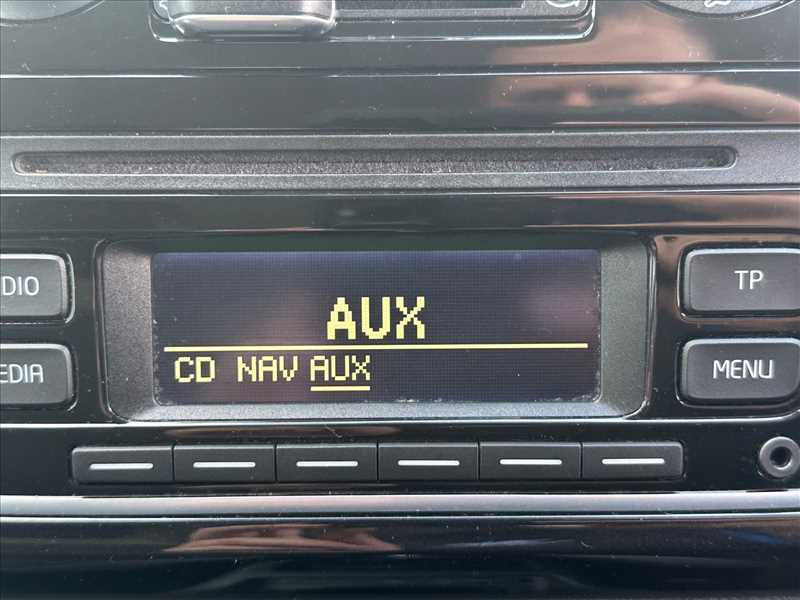 DIO
AUX
TP
EDIA
CD NAV AUX
MENU